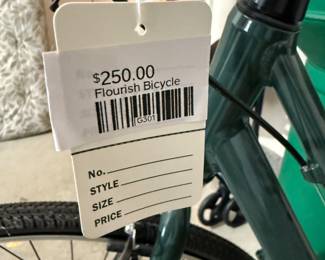 $250.00
Flourish Bicycle
G301
No.
STYLE
SIZE
PRICE